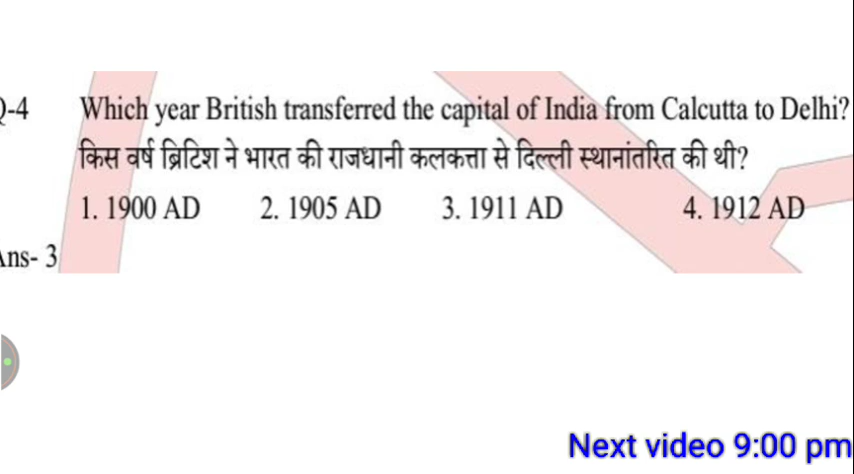 Q-4 Which year British transferred the capital of India from Calcutta to Delhi?
किस वर्ष ब्रिटिश ने भारत की राजधानी कलकत्ता से दिल्ली स्थानांतरित की थी?
1. 1900 AD 2. 1905 AD 3. 1911 AD 4. 1912 AD
Ans- 3
Next video 9:00 pm